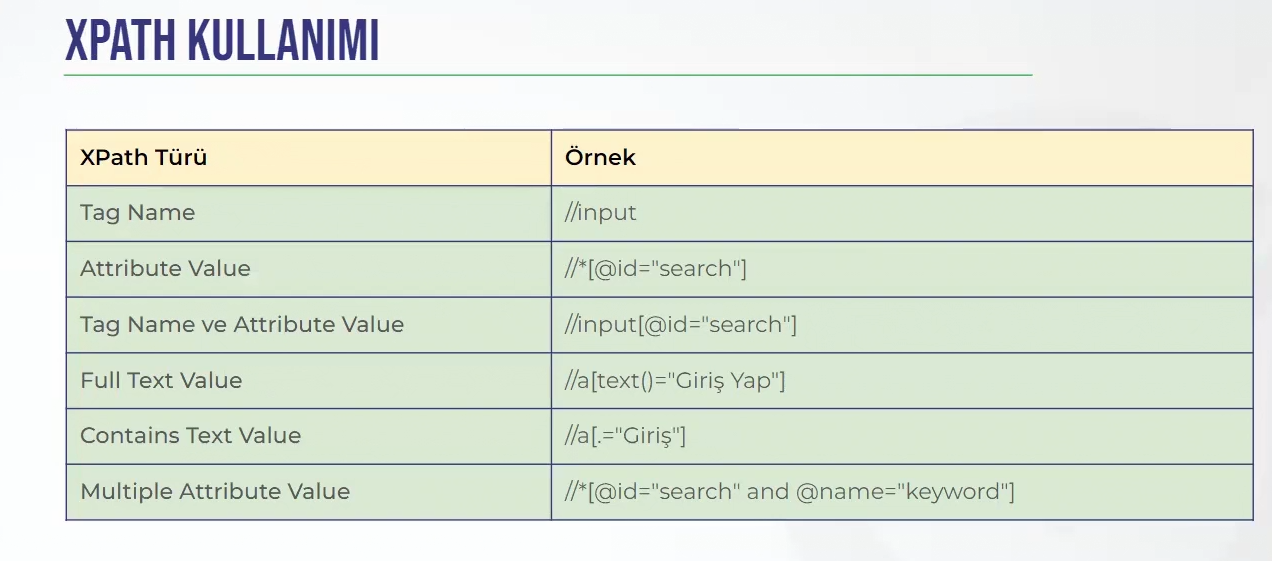 XPATH KULLANIMI
XPath Türü Örnek
Tag Name //input
Attribute Value //*[@id="search"]
Tag Name ve Attribute Value //input[@id="search"]
Full Text Value //a[text()="Giriş Yap"]
Contains Text Value //a[.="Giriş"]
Multiple Attribute Value //*[@id="search" and @name="keyword"]